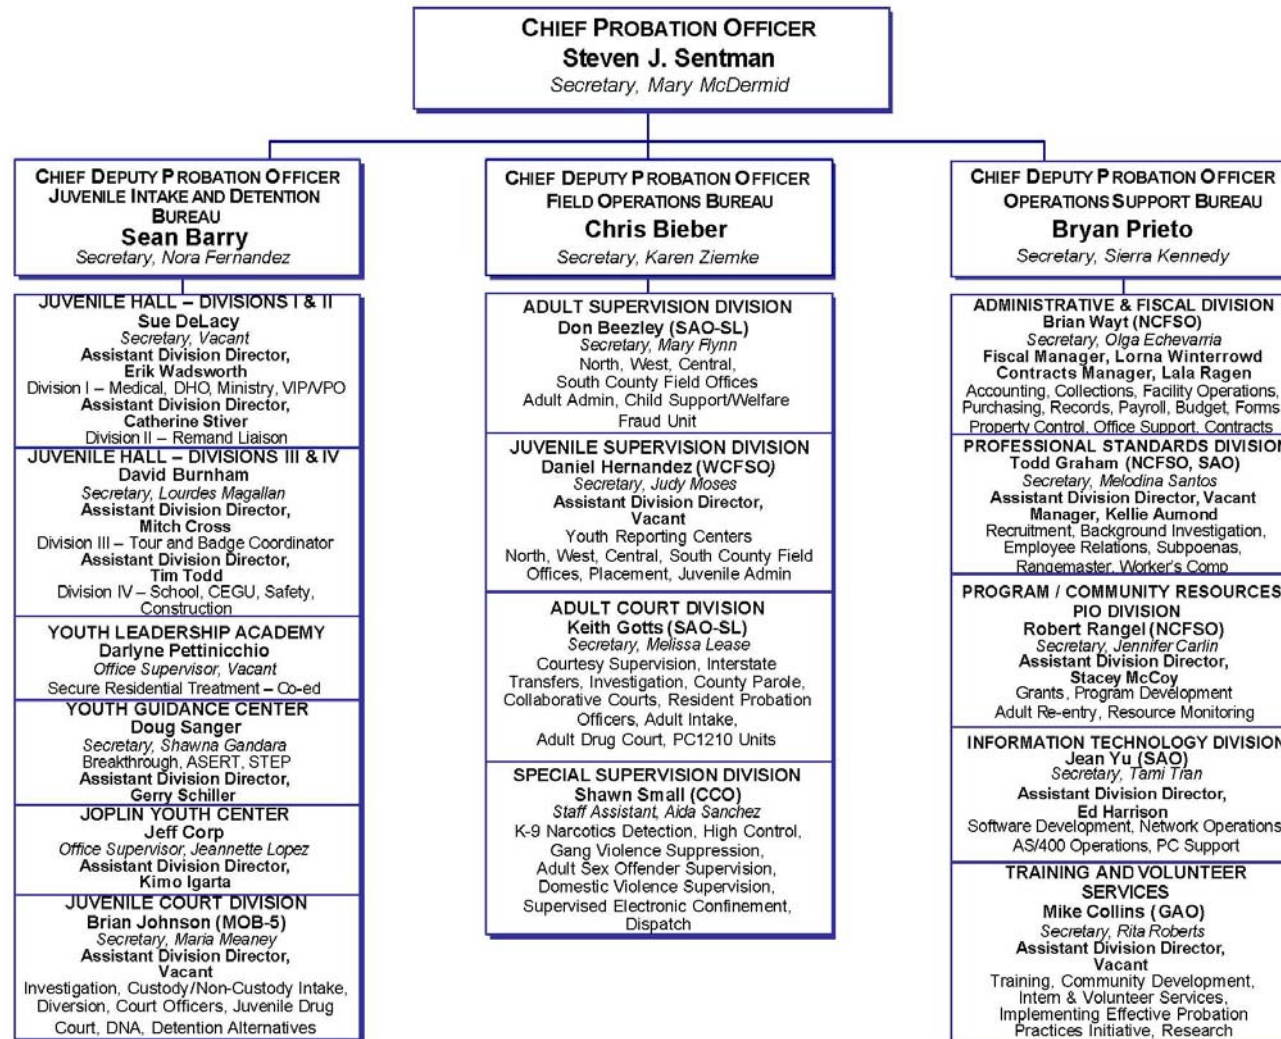 CHIEF PROBATION OFFICER
Steven J. Sentman
Secretary, Mary McDermid
CHIEF DEPUTY PROBATION OFFICER
JUVENILE INTAKE AND DETENTION
BUREAU
Sean Barry
Secretary, Nora Fernandez
JUVENILE HALL – DIVISIONS I & II
Sue DeLacy
Secretary, Vacant
Assistant Division Director,
Erik Wadsworth
Division I – Medical, DHO, Ministry, VIP/VPO
Assistant Division Director,
Catherine Stiver
Division II – Remand Liaison
JUVENILE HALL – DIVISIONS III & IV
David Burnham
Secretary, Lourdes Magallan
Assistant Division Director,
Mitch Cross
Division III – Tour and Badge Coordinator
Assistant Division Director,
Tim Todd
Division IV – School, CEGU, Safety,
Construction
YOUTH LEADERSHIP ACADEMY
Darlyne Pettinicchio
Office Supervisor, Vacant
Secure Residential Treatment – Co-ed
YOUTH GUIDANCE CENTER
Doug Sanger
Secretary, Shawna Gandara
Breakthrough, ASERT, STEP
Assistant Division Director,
Gerry Schiller
JOPLIN YOUTH CENTER
Jeff Corp
Office Supervisor, Jeannette Lopez
Assistant Division Director,
Kimo Igarta
JUVENILE COURT DIVISION
Brian Johnson (MOB-5)
Secretary, Maria Meaney
Assistant Division Director,
Vacant
Investigation, Custody/Non-Custody Intake,
Diversion, Court Officers, Juvenile Drug
Court, DNA, Detention Alternatives
CHIEF DEPUTY PROBATION OFFICER
FIELD OPERATIONS BUREAU
Chris Bieber
Secretary, Karen Ziemke
ADULT SUPERVISION DIVISION
Don Beezley (SAO-SL)
Secretary, Mary Flynn
North, West, Central,
South County Field Offices
Adult Admin, Child Support/Welfare
Fraud Unit
JUVENILE SUPERVISION DIVISION
Daniel Hernandez (WCFSO)
Secretary, Judy Moses
Assistant Division Director,
Vacant
Youth Reporting Centers
North, West, Central, South County Field
Offices, Placement, Juvenile Admin
ADULT COURT DIVISION
Keith Gotts (SAO-SL)
Secretary, Melissa Lease
Courtesy Supervision, Interstate
Transfers, Investigation, County Parole,
Collaborative Courts, Resident Probation
Officers, Adult Intake,
Adult Drug Court, PC1210 Units
SPECIAL SUPERVISION DIVISION
Shawn Small (CCO)
Staff Assistant, Aida Sanchez
K-9 Narcotics Detection, High Control,
Gang Violence Suppression,
Adult Sex Offender Supervision,
Domestic Violence Supervision,
Supervised Electronic Confinement,
Dispatch
CHIEF DEPUTY PROBATION OFFICER
OPERATIONS SUPPORT BUREAU
Bryan Prieto
Secretary, Sierra Kennedy
ADMINISTRATIVE & FISCAL DIVISION
Brian Wayt (NCFSO)
Secretary, Olga Echevarria
Fiscal Manager, Lorna Winterrowd
Contracts Manager, Lala Ragen
Accounting, Collections, Facility Operations,
Purchasing, Records, Payroll, Budget, Forms
Property Control, Office Support, Contracts
PROFESSIONAL STANDARDS DIVISION
Todd Graham (NCFSO, SAO)
Secretary, Melodina Santos
Assistant Division Director, Vacant
Manager, Kellie Aumond
Recruitment, Background Investigation,
Employee Relations, Subpoenas,
Rangemaster, Worker's Comp
PROGRAM / COMMUNITY RESOURCES
PIO DIVISION
Robert Rangel (NCFSO)
Secretary, Jennifer Carlin
Assistant Division Director,
Stacey McCoy
Grants, Program Development
Adult Re-entry, Resource Monitoring
INFORMATION TECHNOLOGY DIVISION
Jean Yu (SAO)
Secretary, Tami Tran
Assistant Division Director,
Ed Harrison
Software Development, Network Operations
AS/400 Operations, PC Support
TRAINING AND VOLUNTEER
SERVICES
Mike Collins (GAO)
Secretary, Rita Roberts
Assistant Division Director,
Vacant
Training, Community Development,
Intern & Volunteer Services,
Implementing Effective Probation
Practices Initiative, Research